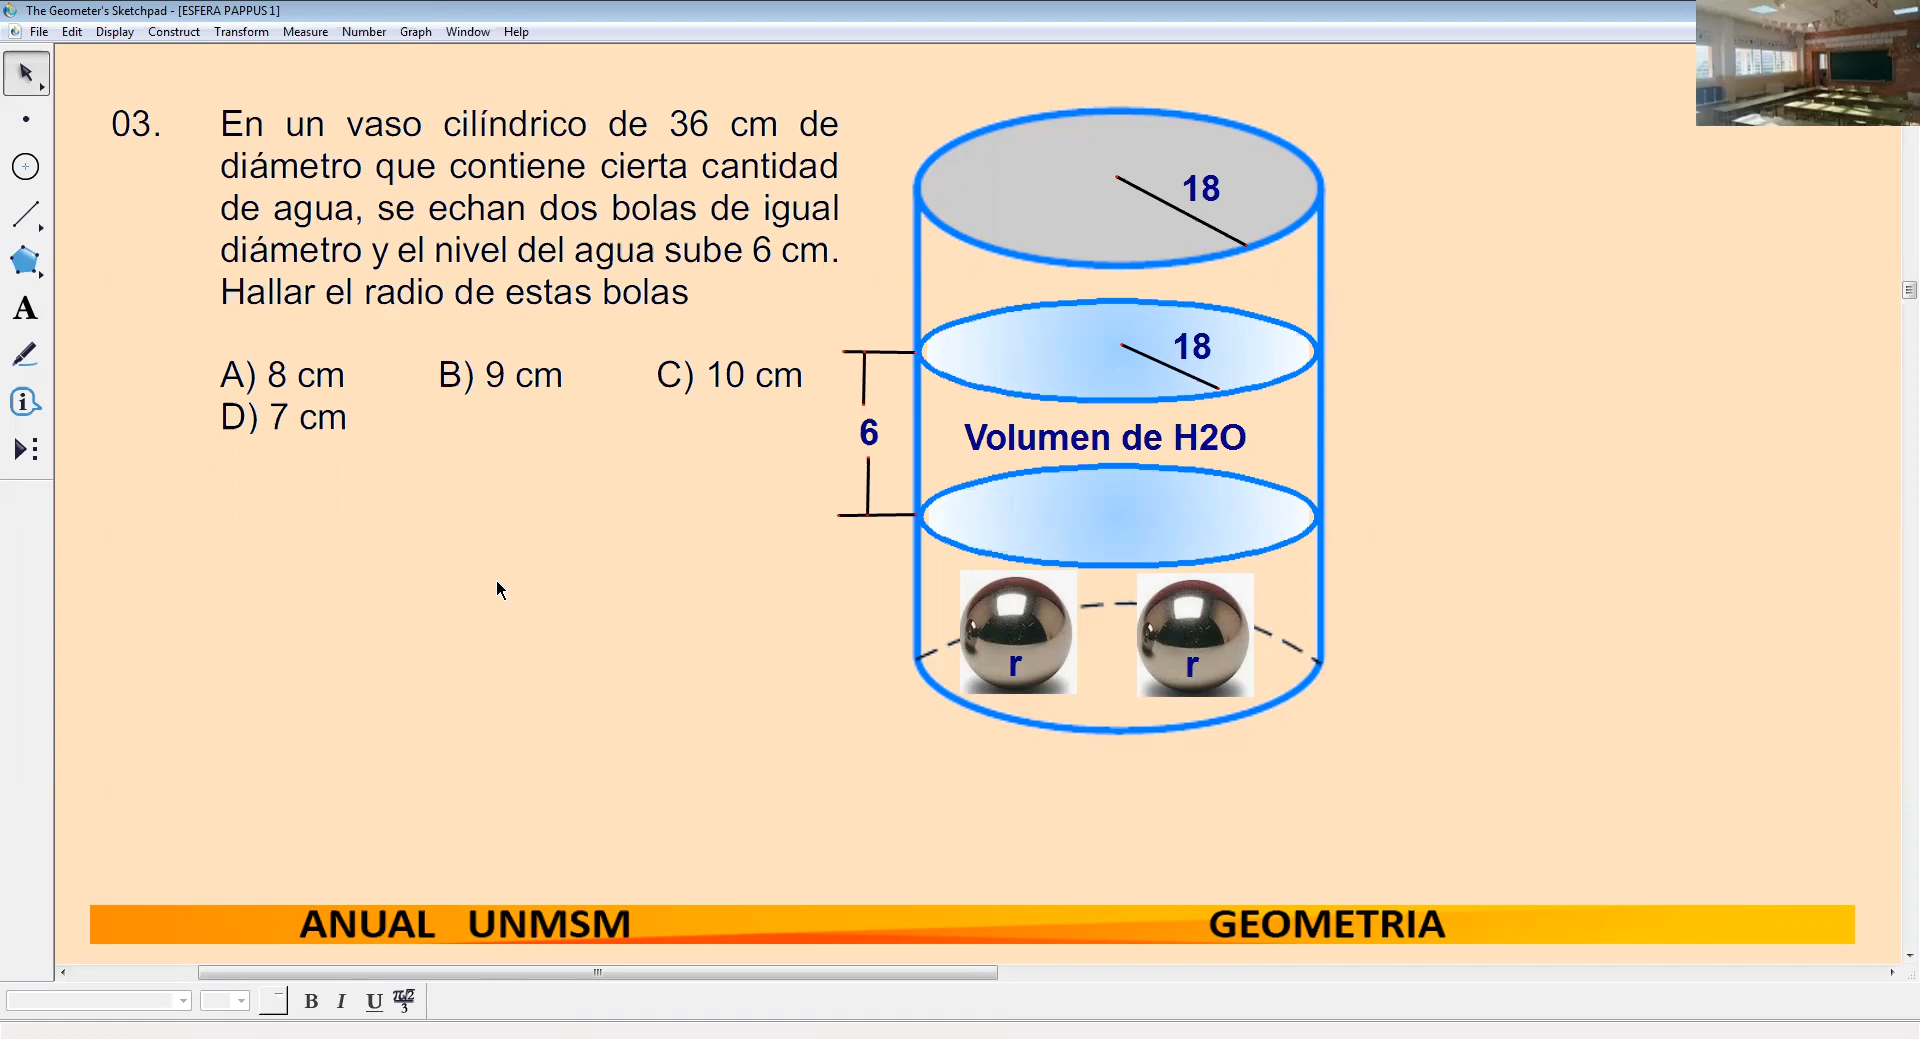 The Geometer's Sketchpad - [ESFERA PAPPUS 1]
File Edit Display Construct Transform Measure Number Graph Window Help
03. En un vaso cilíndrico de 36 cm de
diámetro que contiene cierta cantidad
de agua, se echan dos bolas de igual
diámetro y el nivel del agua sube 6 cm.
Hallar el radio de estas bolas
A) 8 cm B) 9 cm C) 10 cm
D) 7 cm
18
18
6
Volumen de H2O
r r
A
i
ANUAL UNMSM GEOMETRIA
B I U π√2/3